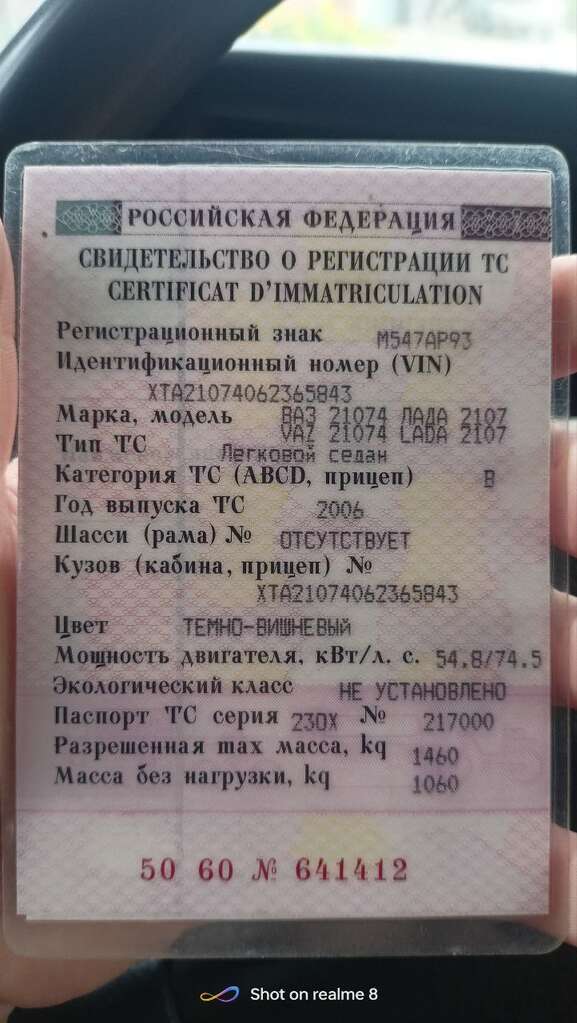 РОССИЙСКАЯ ФЕДЕРАЦИЯ
СВИДЕТЕЛЬСТВО О РЕГИСТРАЦИИ ТС
CERTIFICAT D'IMMATRICULATION
Регистрационный знак М547АР93
Идентификационный номер (VIN)
XTA21074062365843
Марка, модель ВАЗ 21074 ЛАДА 2107
VAZ 21074 LADA 2107
Тип ТС Легковой седан
Категория ТС (ABCD, прицеп) B
Год выпуска ТС 2006
Шасси (рама) № ОТСУТСТВУЕТ
Кузов (кабина, прицеп) №
XTA21074062365843
Цвет ТЕМНО-ВИШНЕВЫЙ
Мощность двигателя, кВт/л. с. 54.8/74.5
Экологический класс НЕ УСТАНОВЛЕНО
Паспорт ТС серия 23ОХ № 217000
Разрешенная max масса, kq 1460
Масса без нагрузки, kq 1060
50 60 № 641412
Shot on realme 8